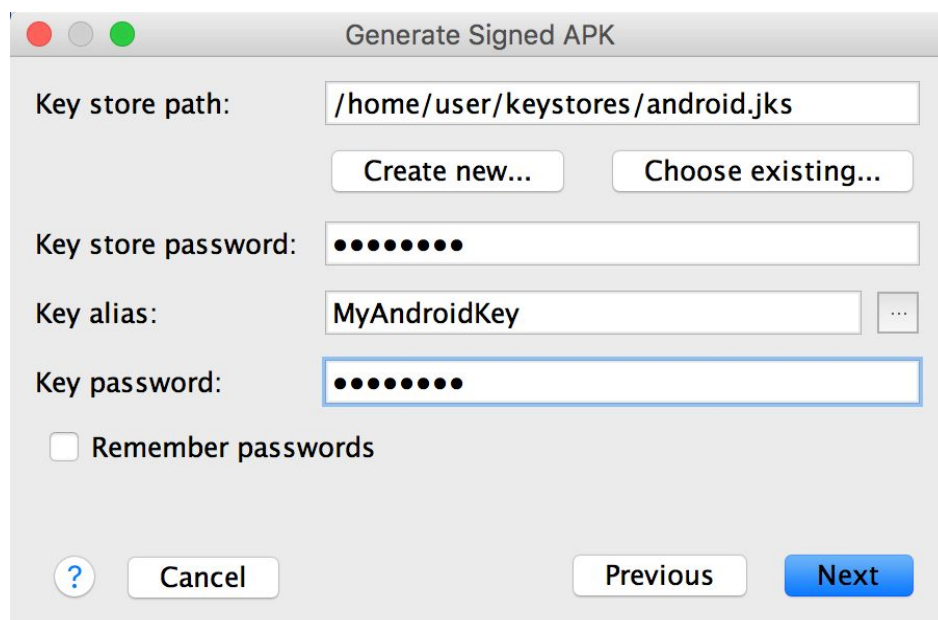 Generate Signed APK
Key store path: /home/user/keystores/android.jks
Create new... Choose existing...
Key store password: ••••••••
Key alias: MyAndroidKey ...
Key password: ••••••••
Remember passwords
? Cancel Previous Next